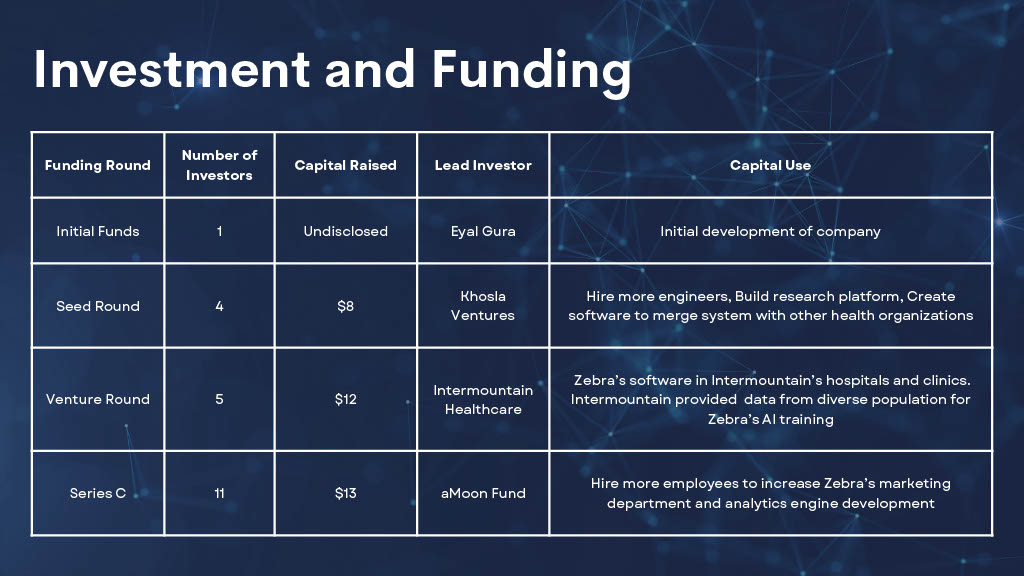 Investment and Funding
Funding Round
Number of
Investors
Capital Raised
Lead Investor
Capital Use
Initial Funds
1
Undisclosed
Eyal Gura
Initial development of company
Seed Round
4
$8
Khosla
Ventures
Hire more engineers, Build research platform, Create
software to merge system with other health organizations
Venture Round
5
$12
Intermountain
Healthcare
Zebra's software in Intermountain's hospitals and clinics.
Intermountain provided data from diverse population for
Zebra's AI training
Series C
11
$13
aMoon Fund
Hire more employees to increase Zebra's marketing
department and analytics engine development